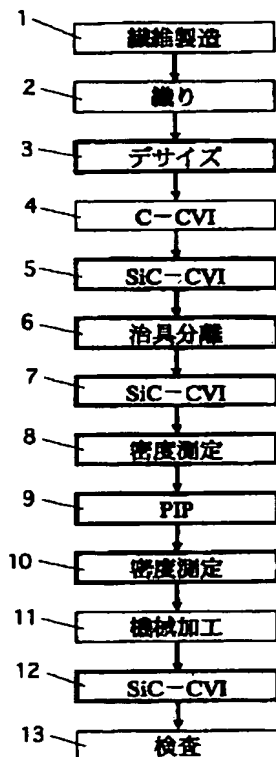 1 繊維製造
2 織り
3 デサイズ
4 C－CVI
5 SiC－CVI
6 治具分離
7 SiC－CVI
8 密度測定
9 PIP
10 密度測定
11 機械加工
12 SiC－CVI
13 検査